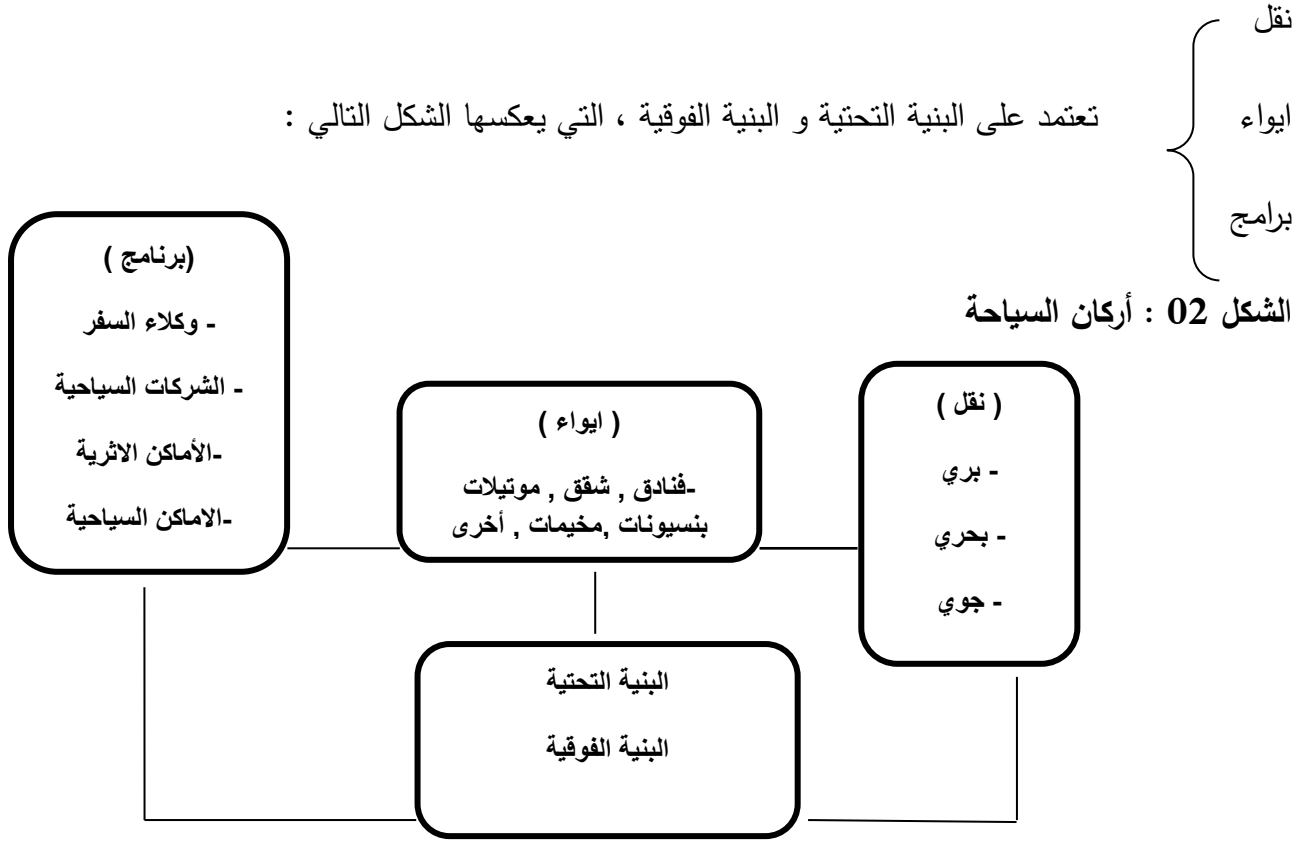 نقل
ايواء
تعتمد على البنية التحتية و البنية الفوقية ، التي يعكسها الشكل التالي :
برامج
الشكل 02 : أركان السياحة
( نقل )
- بري
- بحري
- جوي
( ايواء )
-فنادق , شقق , موتيلات
بنسيونات ,مخيمات , أخرى
(برنامج )
- وكلاء السفر
- الشركات السياحية
-الأماكن الاثرية
-الاماكن السياحية
البنية التحتية
البنية الفوقية